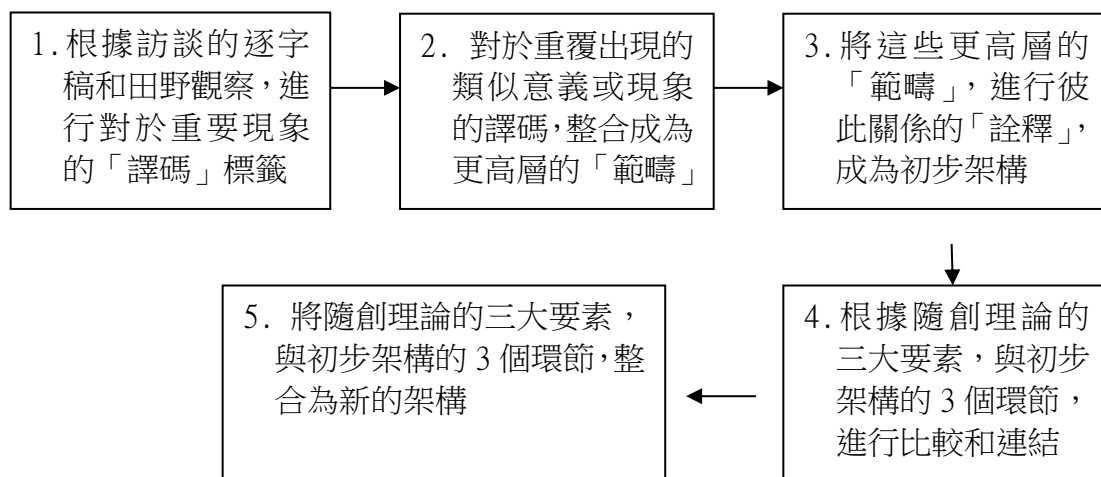 1.根據訪談的逐字
稿和田野觀察,進
行對於重要現象
的「譯碼」標籤
2. 對於重覆出現的
類似意義或現象
的譯碼,整合成為
更高層的「範疇」
3.將這些更高層的
「範疇」,進行彼
此關係的「詮釋」,
成為初步架構
4.根據隨創理論的
三大要素,與初步
架構的 3 個環節,
進行比較和連結
5. 將隨創理論的三大要素,
與初步架構的 3 個環節,整
合為新的架構